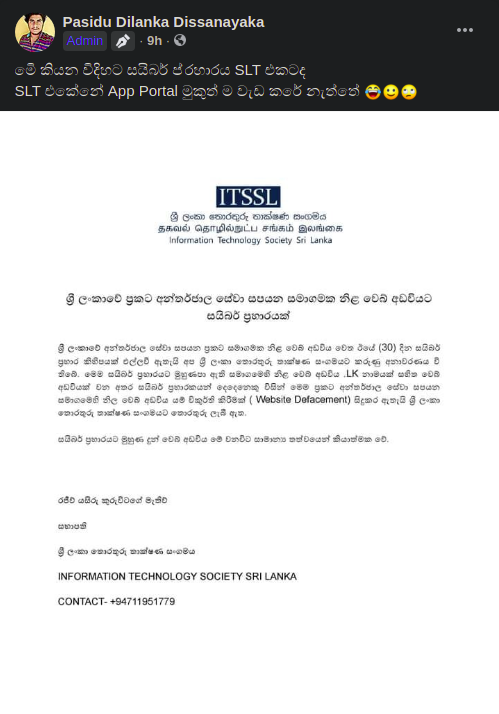 Pasidu Dilanka Dissanayaka
Admin · 9h ·
මේ කියන විදිහට සයිබර් ප්‍රහාරය SLT එකටද
SLT එකේනේ App Portal මුකුත් ම වැඩ කරේ නැත්තේ 😂🙂🙄
ITSSL
ශ්‍රී ලංකා තොරතුරු තාක්ෂණ සංගමය
தகவல் தொழில்நுட்ப சங்கம் இலங்கை
Information Technology Society Sri Lanka
ශ්‍රී ලංකාවේ ප්‍රකට අන්තර්ජාල සේවා සපයන සමාගමක නිළ වෙබ් අඩවියට
සයිබර් ප්‍රහාරයක්
ශ්‍රී ලංකාවේ අන්තර්ජාල සේවා සපයන ප්‍රකට සමාගමක නිළ වෙබ් අඩවිය වෙත ඊයේ (30) දින සයිබර්
ප්‍රහාර කිහිපයක් එල්ලවී ඇතැයි අප ශ්‍රී ලංකා තොරතුරු තාක්ෂණ සංගමයට කරුණු අනාවරණය වී
තිබේ. මෙම සයිබර් ප්‍රහාරයට මුහුණපා ඇති සමාගමෙහි නිළ වෙබ් අඩවිය .LK නාමයක් සහිත වෙබ්
අඩවියක් වන අතර සයිබර් ප්‍රහාරකයන් දෙදෙනෙකු විසින් මෙම ප්‍රකට අන්තර්ජාල සේවා සපයන
සමාගමෙහි නිල වෙබ් අඩවිය යම් විකුර්ති කිරීමක් ( Website Defacement) සිදුකර ඇතැයි ශ්‍රී ලංකා
තොරතුරු තාක්ෂණ සංගමයට තොරතුරු ලැබී ඇත.
සයිබර් ප්‍රහාරයට මුහුණ දුන් වෙබ් අඩවිය මේ වනවිට සාමාන්‍ය තත්වයෙන් ක්‍රියාත්මක වේ.
රජීව් යසිරු කුරුවිටගේ මැතිව්
සභාපති
ශ්‍රී ලංකා තොරතුරු තාක්ෂණ සංගමය
INFORMATION TECHNOLOGY SOCIETY SRI LANKA
CONTACT- +94711951779